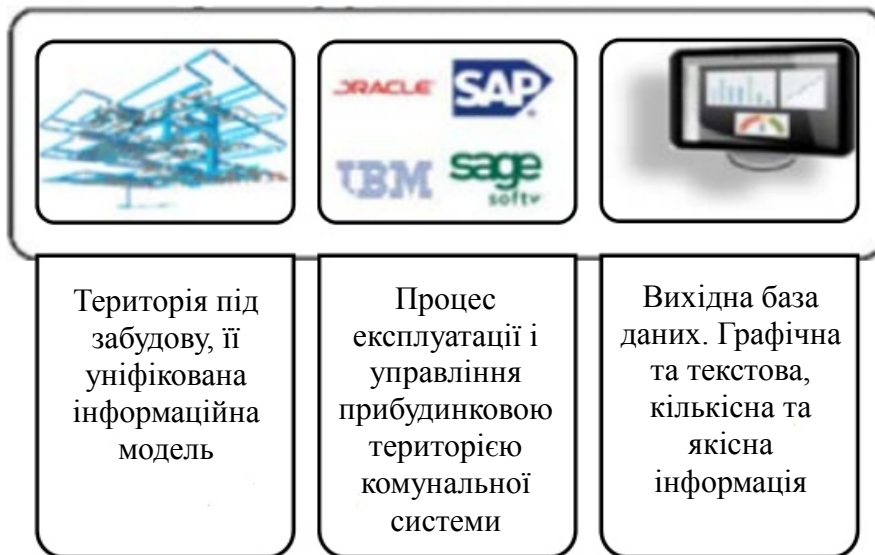 ORACLE
SAP
IBM
sage
softw
Територія під
забудову, її
уніфікована
інформаційна
модель
Процес
експлуатації і
управління
прибудинковою
територією
комунальної
системи
Вихідна база
даних. Графічна
та текстова,
кількісна та
якісна
інформація